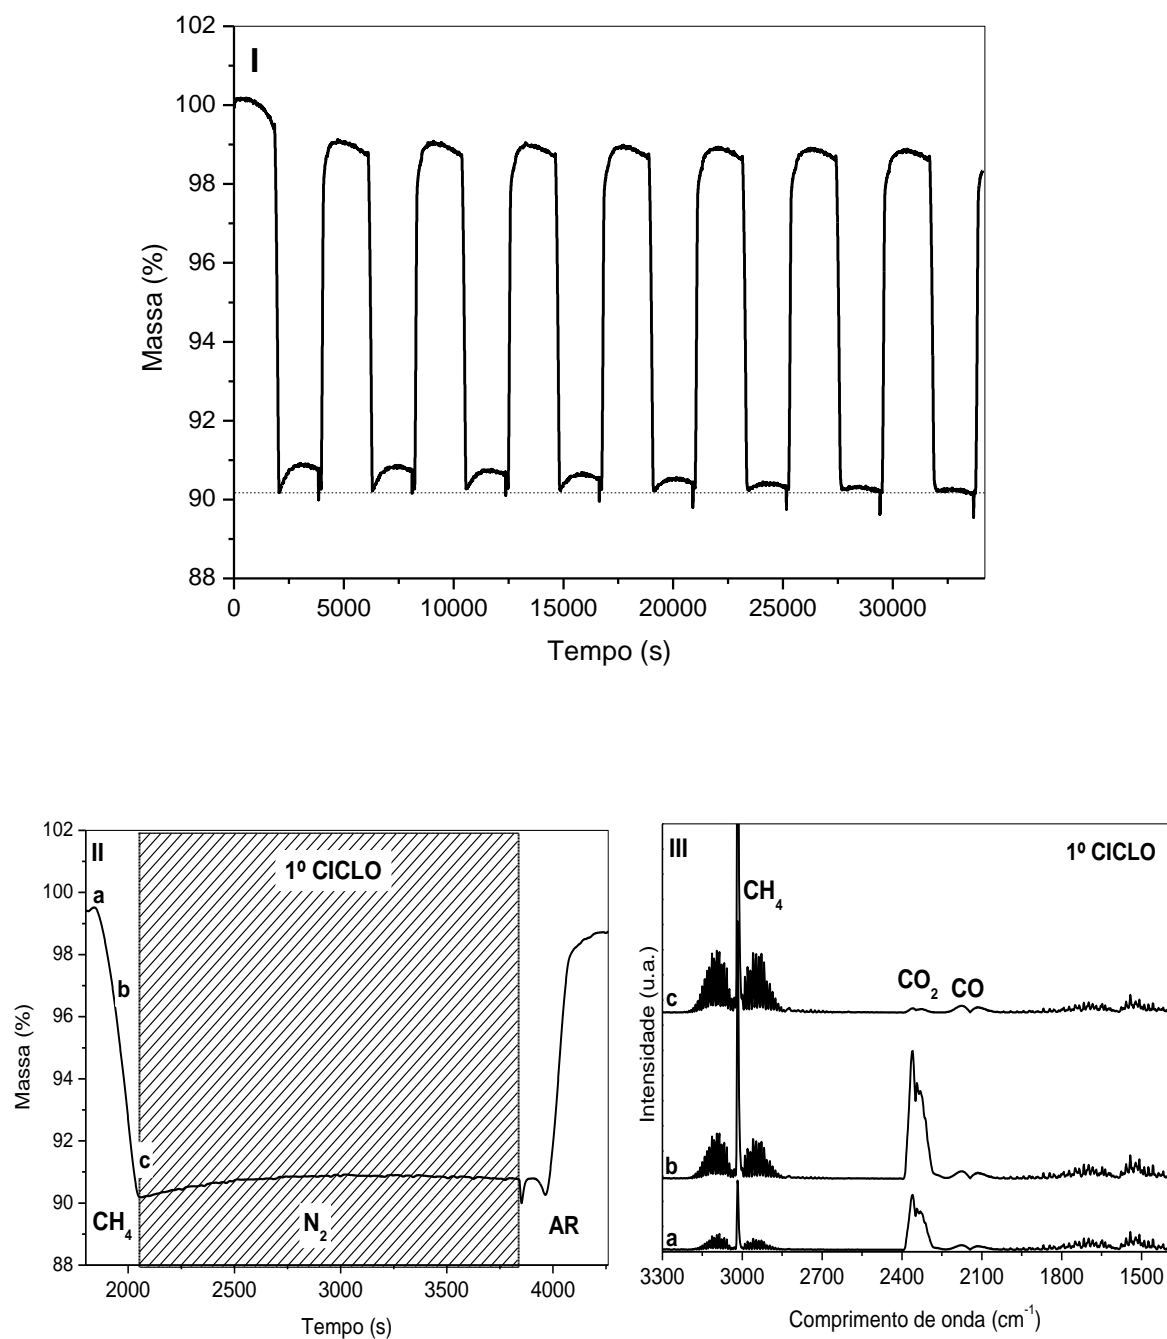 102
I
100
98
96
94
91
90
88
Massa (%)
0 5000 10000 15000 20000 25000 30000
Tempo (s)
102
II
1º CICLO
100
a
98
b
96
94
92
c
90
CH₄
N₂
AR
88
Massa (%)
2000 2500 3000 3500 4000
Tempo (s)
III
1º CICLO
CH₄
CO₂ CO
c
b
a
Intensidade (u.a.)
3300 3000 2700 2400 2100 1800 1500
Comprimento de onda (cm⁻¹)